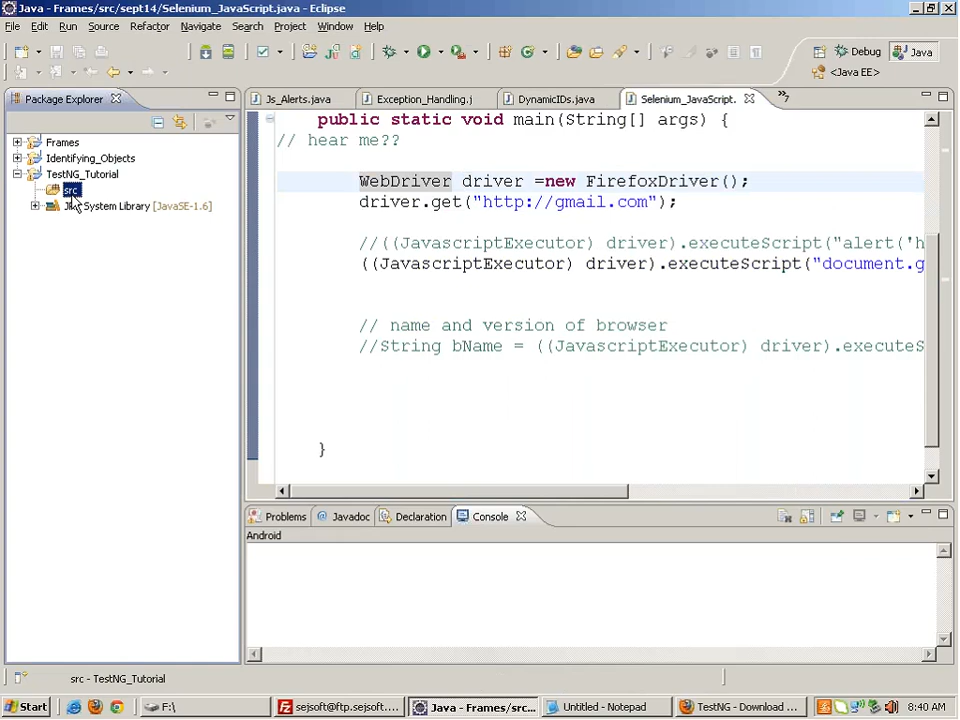 Java - Frames/src/sept14/Selenium_JavaScript.java - Eclipse
File Edit Run Source Navigate Search Project Window Help
Debug Java
<Java EE>
Package Explorer
Js_Alerts.java Exception_Handling.j DynamicIDs.java Selenium_JavaScript. 7
Frames
Identifying_Objects
TestNG_Tutorial
src
System Library [JavaSE-1.6]
public static void main(String[] args) {
// hear me??
WebDriver driver =new FirefoxDriver();
driver.get("http://gmail.com");
//((JavascriptExecutor) driver).executeScript("alert('h
((JavascriptExecutor) driver).executeScript("document.g
// name and version of browser
//String bName = ((JavascriptExecutor) driver).executeS
}
Problems Javadoc Declaration Console
Android
src - TestNG_Tutorial
Start F:\ sejsoft@ftp.sejsoft.... Java - Frames/src... Untitled - Notepad TestNG - Download ... 8:40 AM